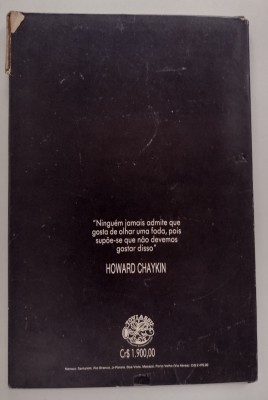 "Ninguém jamais admite que
gosta de olhar uma foda, pois
supõe-se que não devemos
gostar disso"
HOWARD CHAYKIN
Cr$ 1.900,00